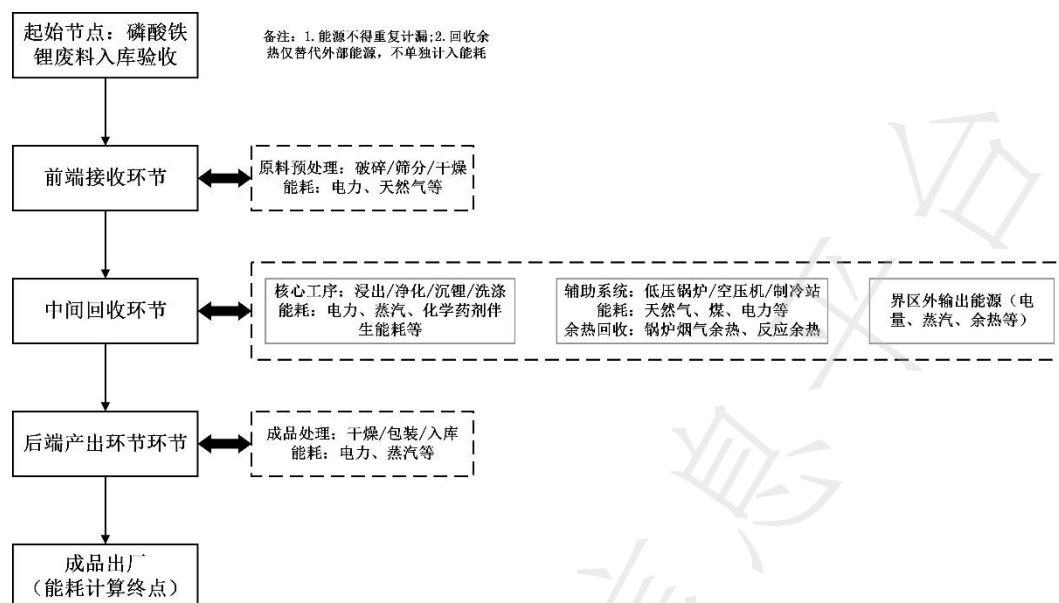 起始节点：磷酸铁
锂废料入库验收
备注：1.能源不得重复计漏;2.回收余
热仅替代外部能源，不单独计入能耗
前端接收环节
原料预处理：破碎/筛分/干燥
能耗：电力、天然气等
中间回收环节
核心工序：浸出/净化/沉锂/洗涤
能耗：电力、蒸汽、化学药剂伴
生能耗等
辅助系统：低压锅炉/空压机/制冷站
能耗：天然气、煤、电力等
余热回收：锅炉烟气余热、反应余热
界区外输出能源（电
量、蒸汽、余热等）
后端产出环节环节
成品处理：干燥/包装/入库
能耗：电力、蒸汽等
成品出厂
（能耗计算终点）
息平台